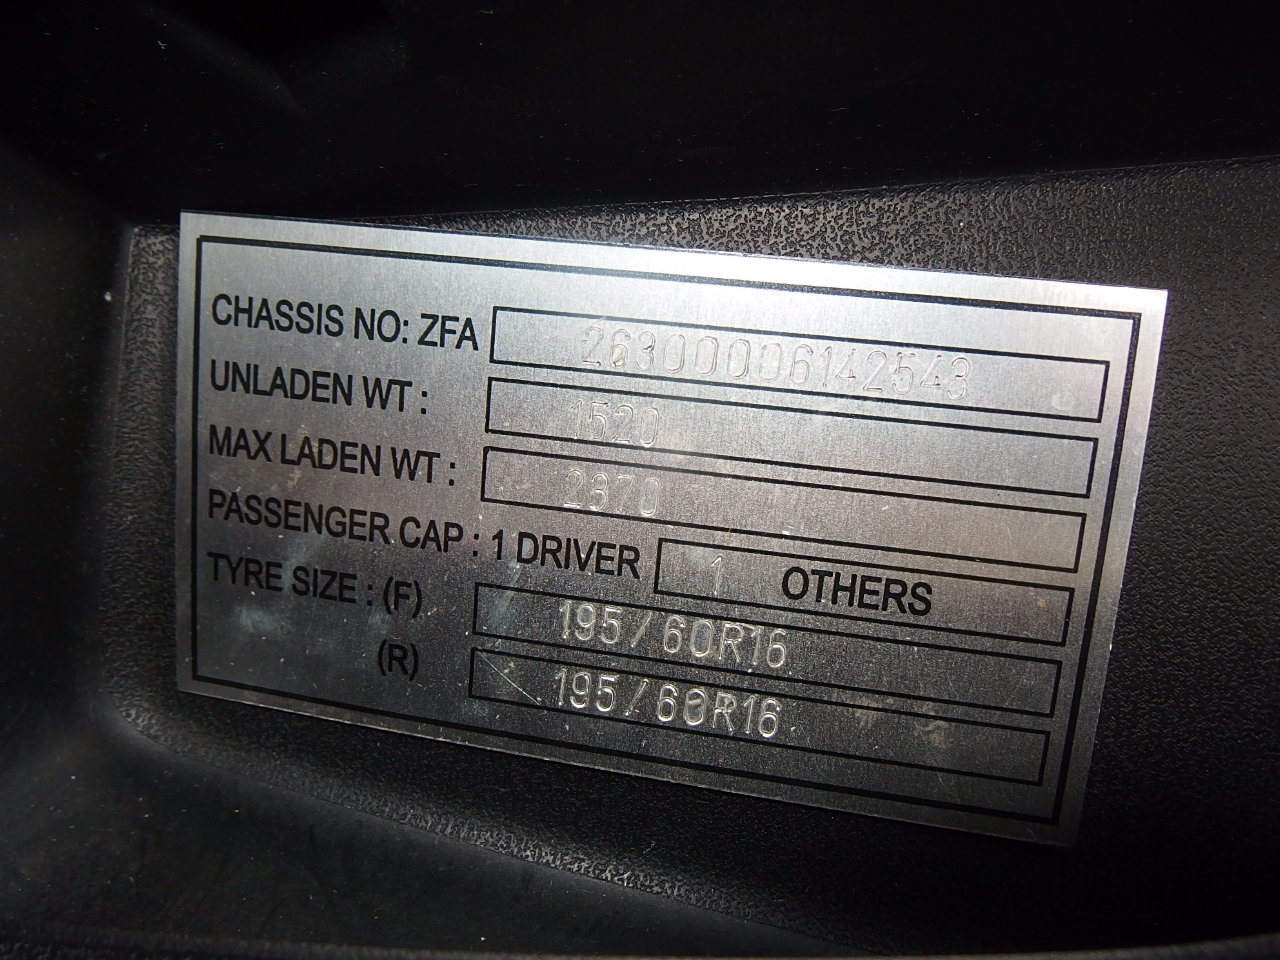 CHASSIS NO: ZFA 26300006142543
UNLADEN WT : 1520
MAX LADEN WT : 2370
PASSENGER CAP : 1 DRIVER 1 OTHERS
TYRE SIZE : (F) 195/60R16
(R) 195/60R16